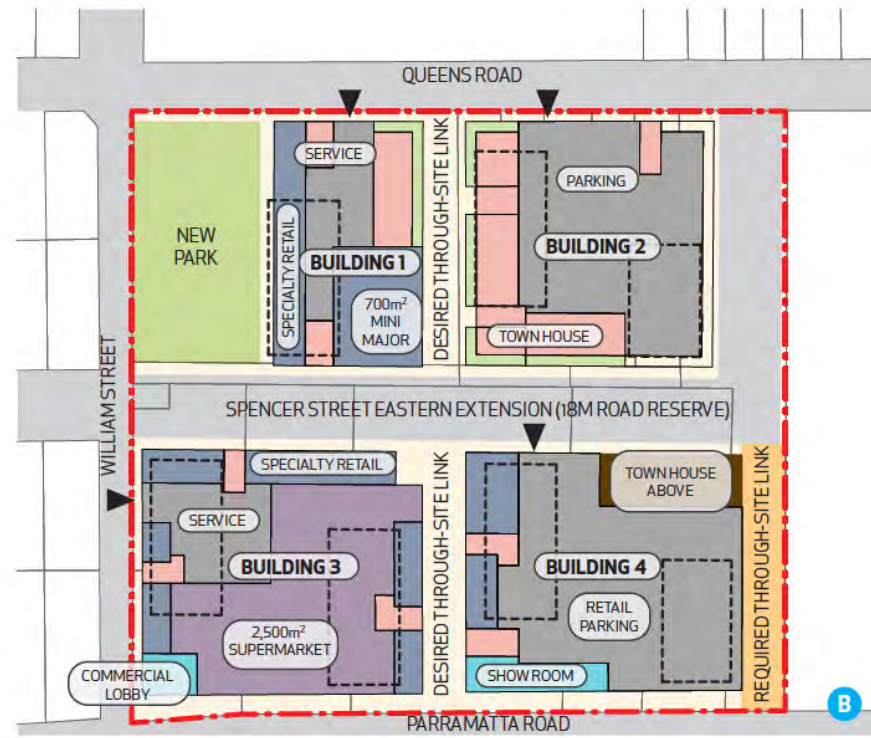 QUEENS ROAD
SERVICE
PARKING
NEW
PARK
SPECIALTY RETAIL
BUILDING 1
700m²
MINI
MAJOR
DESIRED THROUGH-SITE LINK
BUILDING 2
TOWN HOUSE
WILLIAM STREET
SPENCER STREET EASTERN EXTENSION (18M ROAD RESERVE)
SPECIALTY RETAIL
SERVICE
BUILDING 3
2,500m²
SUPERMARKET
COMMERCIAL
LOBBY
DESIRED THROUGH-SITE LINK
TOWN HOUSE
ABOVE
BUILDING 4
RETAIL
PARKING
SHOW ROOM
REQUIRED THROUGH-SITE LINK
B
PARRAMATTA ROAD